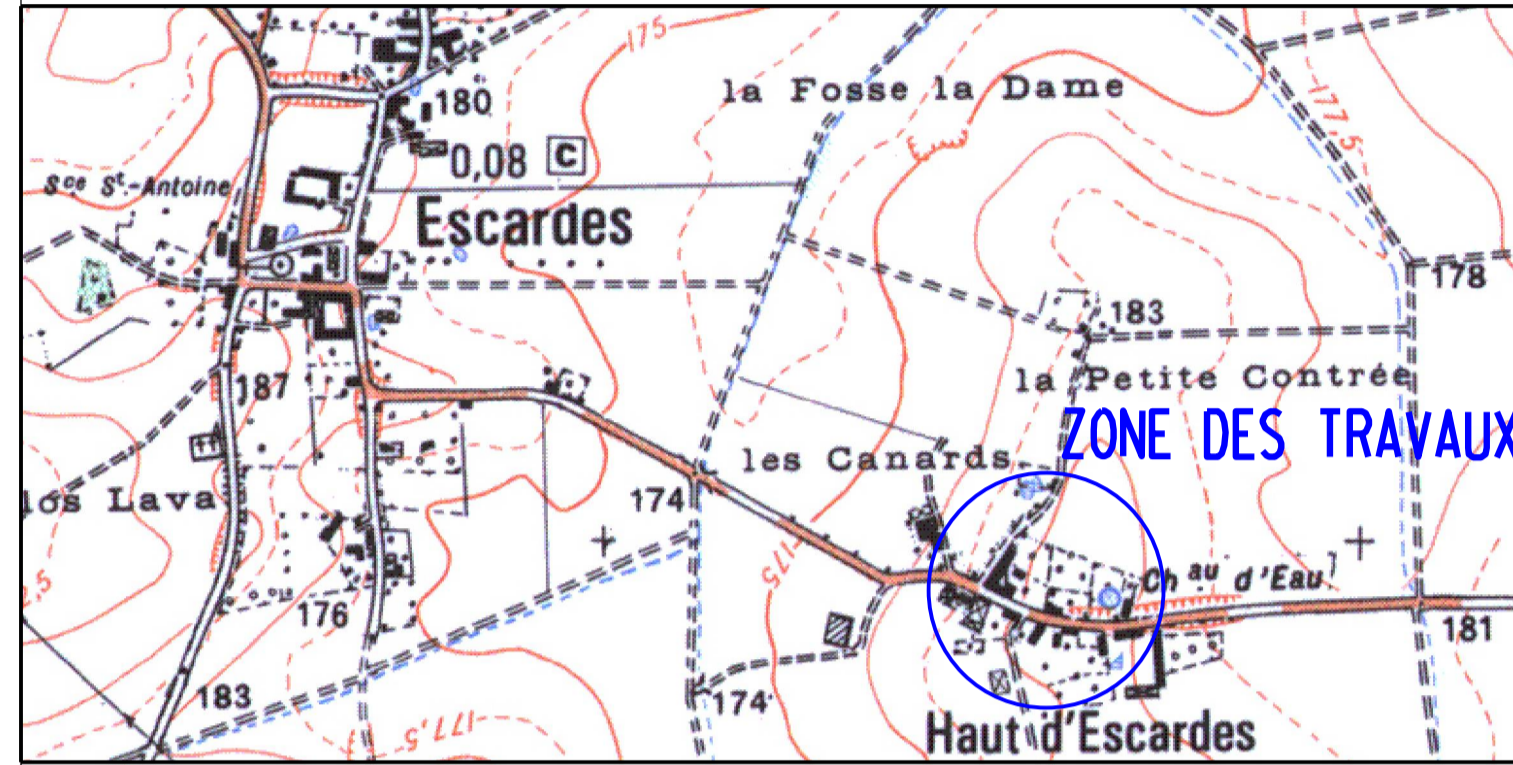 175
la Fosse la Dame
180
177,5
0,08 C
Sce St.-Antoine
Escardes
178
183
la Petite Contrée
187
ZONE DES TRAVAUX
les Canards
los Lava
174
175
Chau d'Eau
176
181
183
174
177,5
Haut d'Escardes